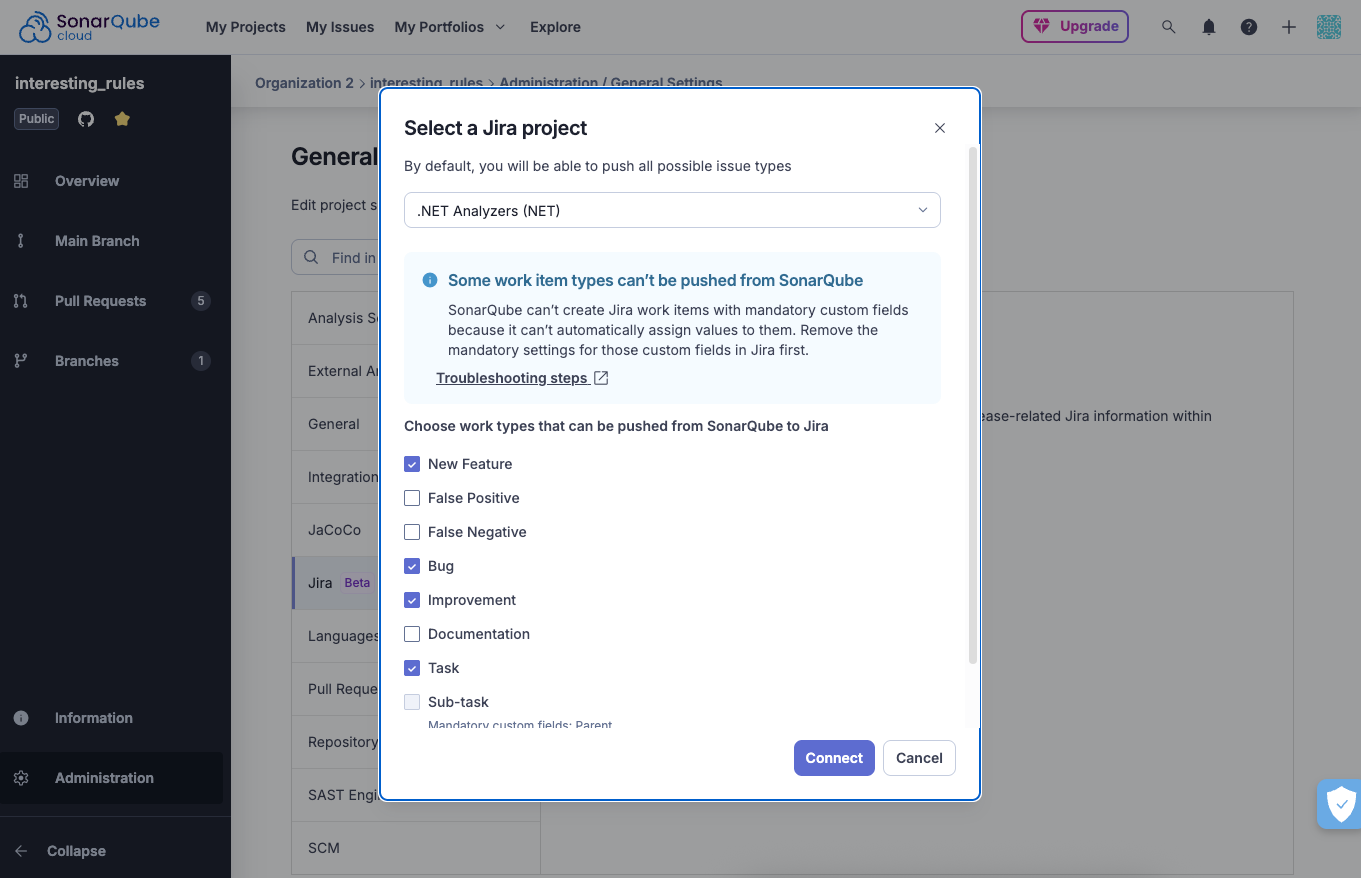 SonarQube cloud
My Projects
My Issues
My Portfolios
Explore
Upgrade
interesting_rules
Public
Overview
Main Branch
Pull Requests 5
Branches 1
Information
Administration
Collapse
Organization 2 > interesting_rules > Administration / General Settings
General
Edit project s
Find in
Analysis S
External A
General
Integration
JaCoCo
Jira Beta
Languages
Pull Reque
Repository
SAST Engi
SCM
ease-related Jira information within
Select a Jira project
By default, you will be able to push all possible issue types
.NET Analyzers (NET)
Some work item types can’t be pushed from SonarQube
SonarQube can’t create Jira work items with mandatory custom fields
because it can’t automatically assign values to them. Remove the
mandatory settings for those custom fields in Jira first.
Troubleshooting steps
Choose work types that can be pushed from SonarQube to Jira
New Feature
False Positive
False Negative
Bug
Improvement
Documentation
Task
Sub-task
Mandatory custom fields: Parent
Connect
Cancel